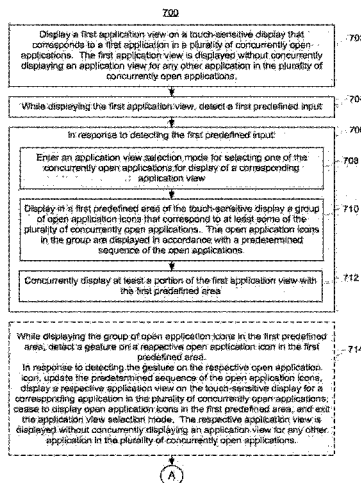 700
Display a first application view on a touch-sensitive display that
corresponds to a first application in a plurality of concurrently open
applications. The first application view is displayed without concurrently
displaying an application view for any other application in the plurality of
concurrently open applications.
702
While displaying the first application view, detect a first predefined input
704
706
In response to detecting the first predefined input:
Enter an application view selection mode for selecting one of the
concurrently open applications for display of a corresponding
application view
708
Display in a first predefined area of the touch-sensitive display a group
of open application icons that correspond to at least some of the
plurality of concurrently open applications. The open application icons
in the group are displayed in accordance with a predetermined
sequence of the open applications.
710
Concurrently display at least a portion of the first application view with
the first predefined area
712
While displaying the group of open application icons in the first predefined
area, detect a gesture on a respective open application icon in the first
predefined area.
In response to detecting the gesture on the respective open application
icon, update the predetermined sequence of the open application icons,
display a respective application view on the touch-sensitive display for a
corresponding application in the plurality of concurrently open applications,
cease to display open application icons in the first predefined area, and exit
the application view selection mode. The respective application view is
displayed without concurrently displaying an application view for any other
application in the plurality of concurrently open applications.
714
A